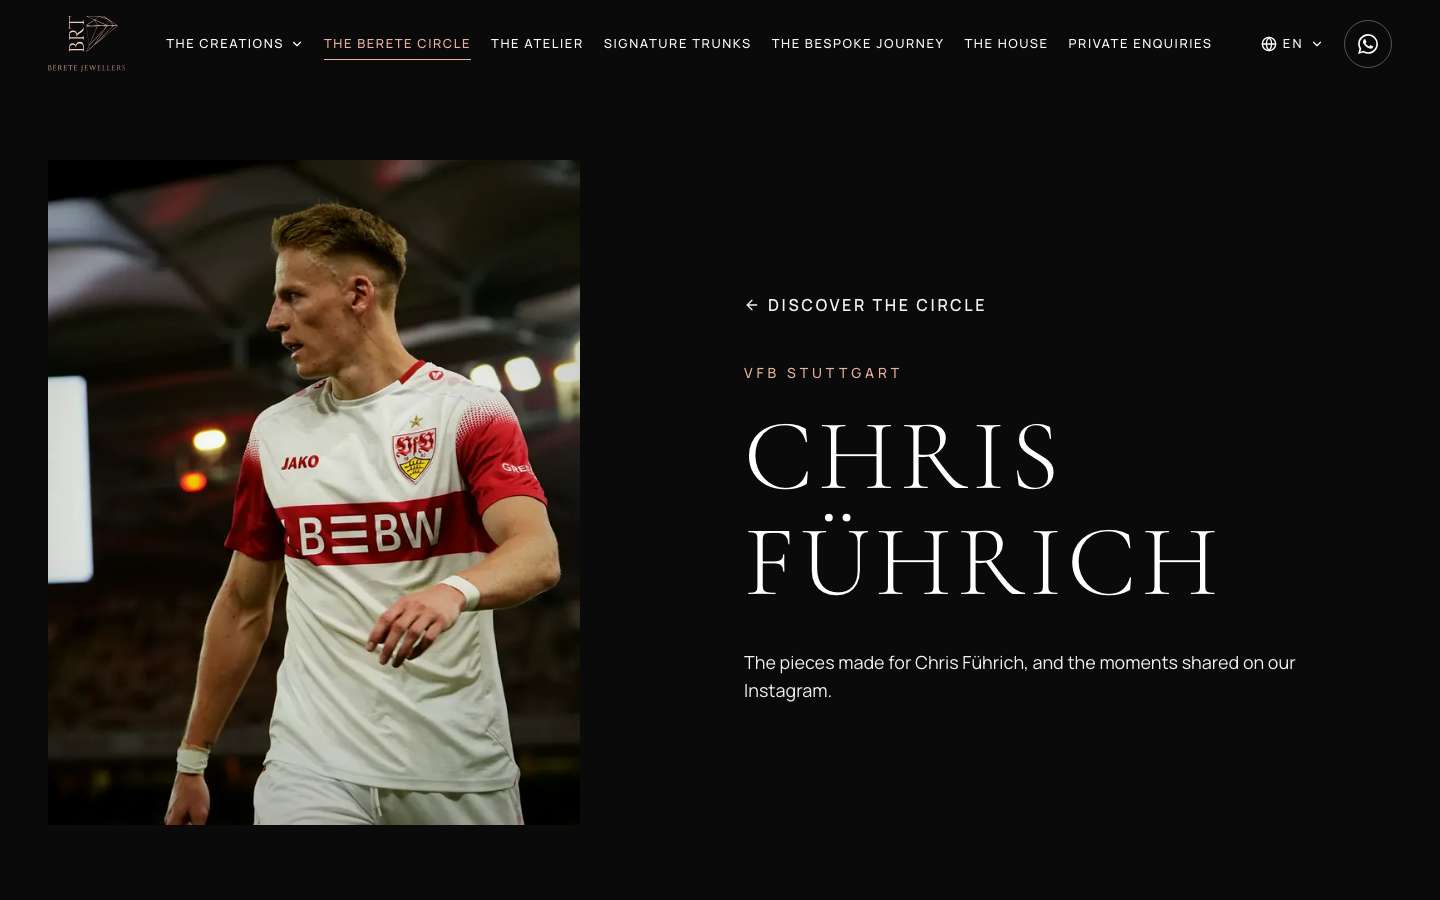 BRT
BERETE JEWELLERS
THE CREATIONS
THE BERETE CIRCLE
THE ATELIER
SIGNATURE TRUNKS
THE BESPOKE JOURNEY
THE HOUSE
PRIVATE ENQUIRIES
EN
← DISCOVER THE CIRCLE
VFB STUTTGART
CHRIS
FÜHRICH
The pieces made for Chris Führich, and the moments shared on our
Instagram.
JAKO
VfB
BBW